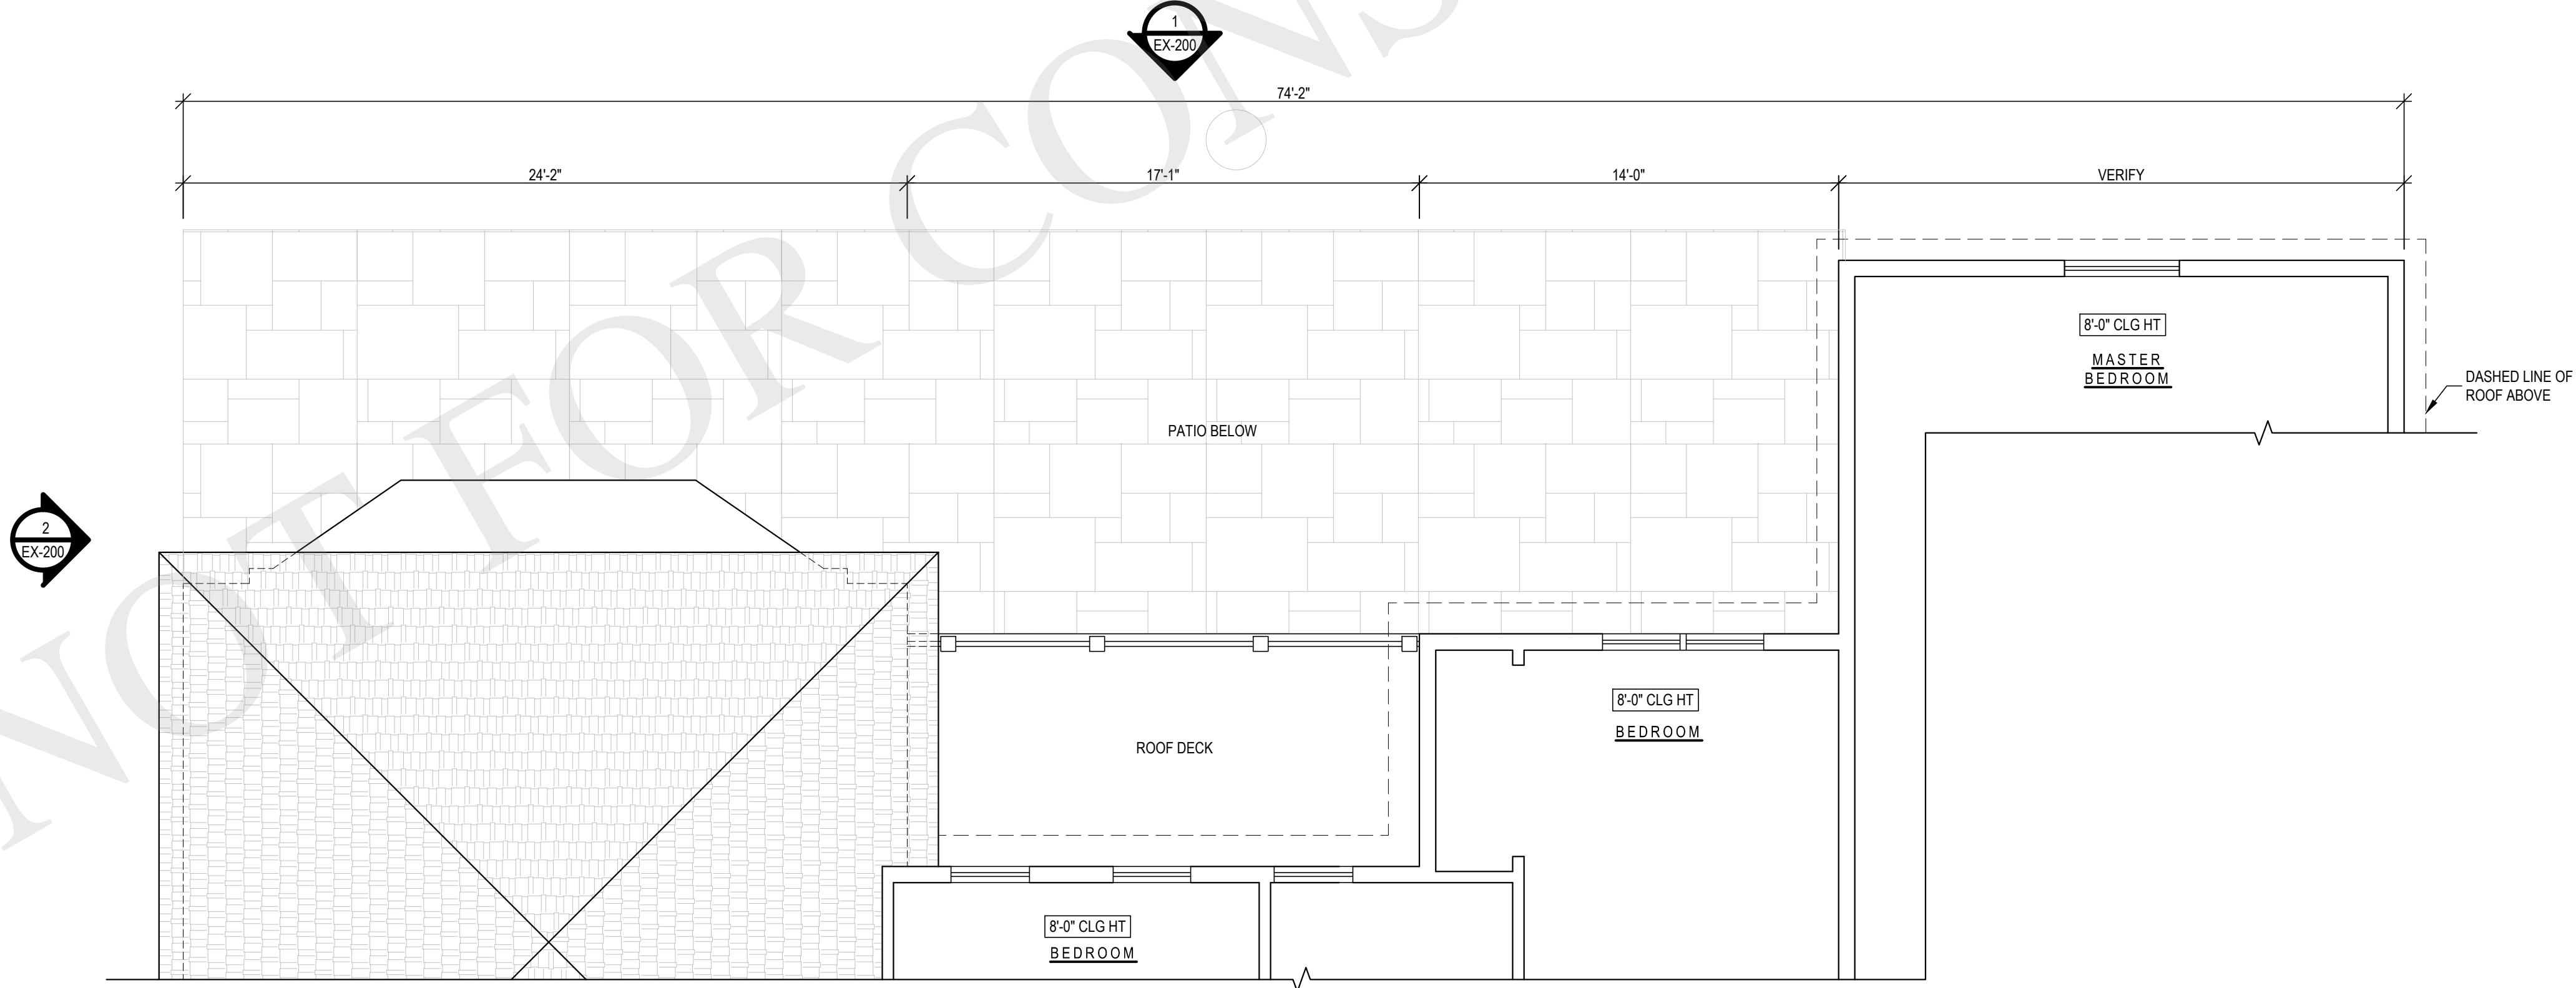 1
EX-200
74'-2"
24'-2"
17'-1"
14'-0"
VERIFY
8'-0" CLG HT
MASTER
BEDROOM
DASHED LINE OF
ROOF ABOVE
PATIO BELOW
2
EX-200
8'-0" CLG HT
BEDROOM
ROOF DECK
8'-0" CLG HT
BEDROOM
NOT FOR CONS